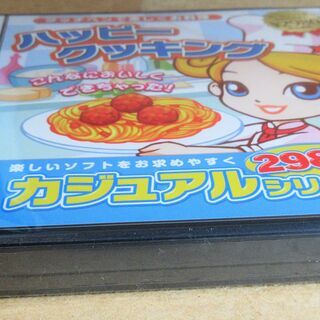 ハッピー
クッキング
こんなにおいしく
できちゃった!
楽しいソフトをお求めやすく
298
カジュアルシリ